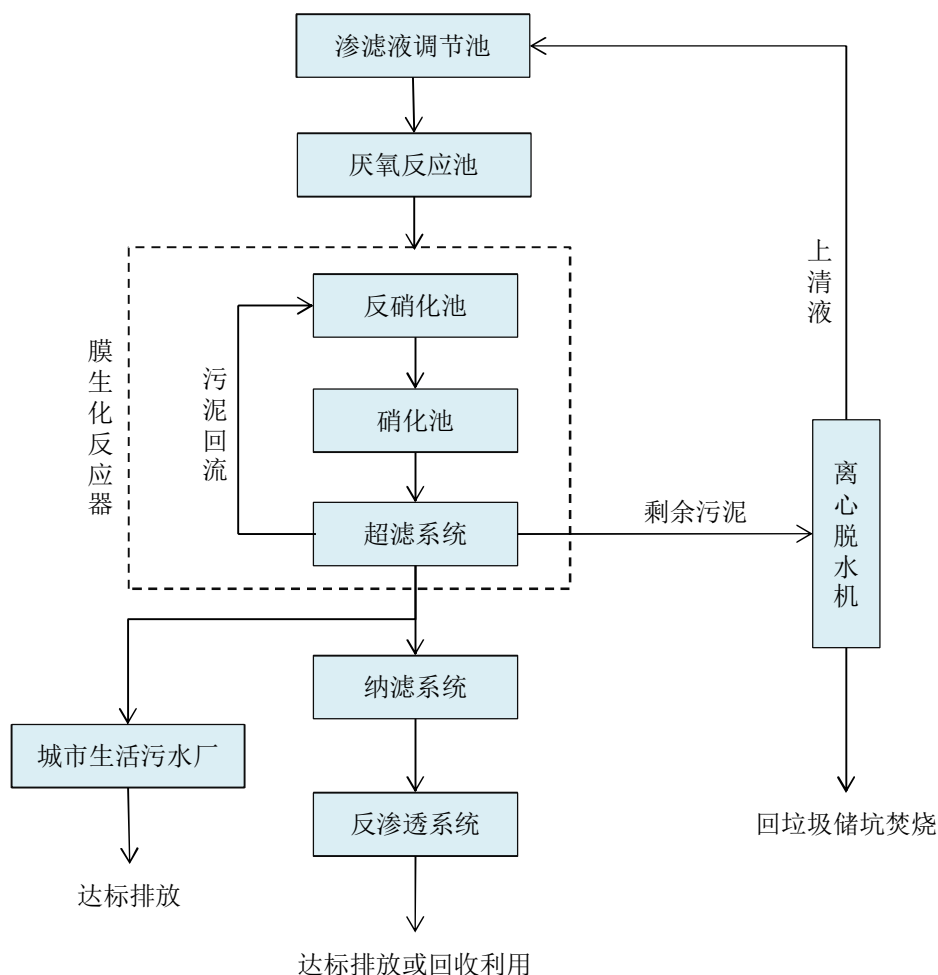 渗滤液调节池
厌氧反应池
上清液
反硝化池
膜生化反应器
污泥回流
硝化池
离心脱水机
超滤系统
剩余污泥
纳滤系统
城市生活污水厂
反渗透系统
回垃圾储坑焚烧
达标排放
达标排放或回收利用